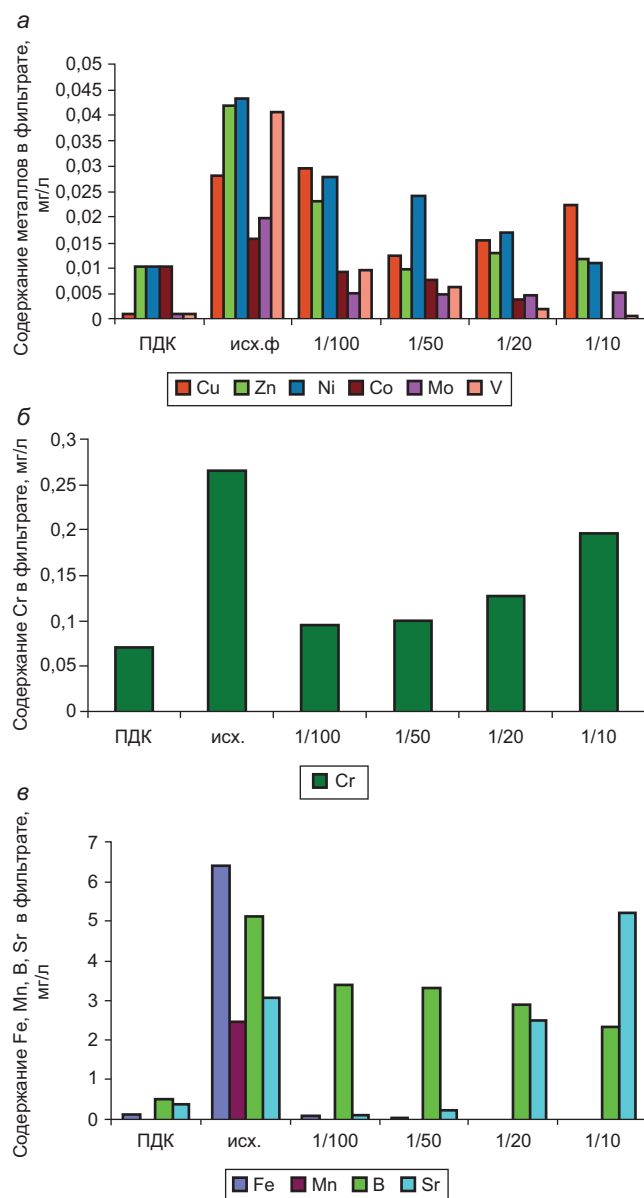 а
Содержание металлов в фильтрате,
мг/л
0,05
0,045
0,04
0,035
0,03
0,025
0,02
0,015
0,01
0,005
0
ПДК исх.ф 1/100 1/50 1/20 1/10
Cu Zn Ni Co Mo V
б
Содержание Cr в фильтрате, мг/л
0,3
0,25
0,2
0,15
0,1
0,05
0
ПДК исх. 1/100 1/50 1/20 1/10
Cr
в
Содержание Fe, Mn, B, Sr в фильтрате,
мг/л
7
6
5
4
3
2
1
0
ПДК исх. 1/100 1/50 1/20 1/10
Fe Mn B Sr